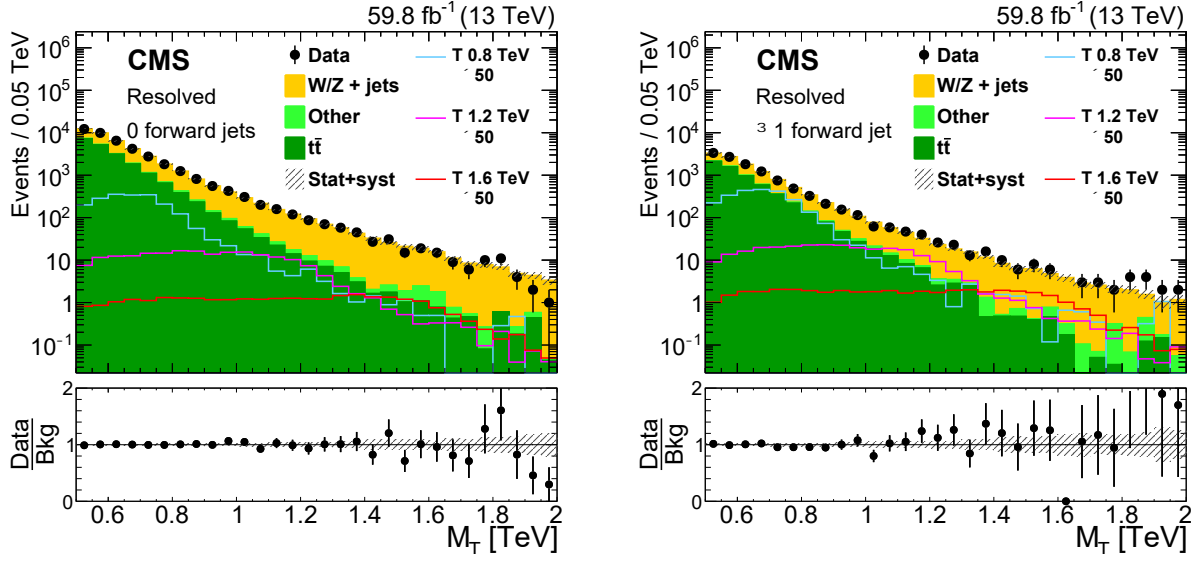 59.8 fb⁻¹ (13 TeV)
Events / 0.05 TeV
10⁶
10⁵
10⁴
10³
10²
10
1
10⁻¹
CMS
Resolved
0 forward jets
Data
W/Z + jets
Other
tt̄
Stat+syst
T 0.8 TeV
´ 50
T 1.2 TeV
´ 50
T 1.6 TeV
´ 50
Data
Bkg
2
1
0
0.6 0.8 1 1.2 1.4 1.6 1.8 2
M_T [TeV]
59.8 fb⁻¹ (13 TeV)
Events / 0.05 TeV
10⁶
10⁵
10⁴
10³
10²
10
1
10⁻¹
CMS
Resolved
³ 1 forward jet
Data
W/Z + jets
Other
tt̄
Stat+syst
T 0.8 TeV
´ 50
T 1.2 TeV
´ 50
T 1.6 TeV
´ 50
Data
Bkg
2
1
0
0.6 0.8 1 1.2 1.4 1.6 1.8 2
M_T [TeV]